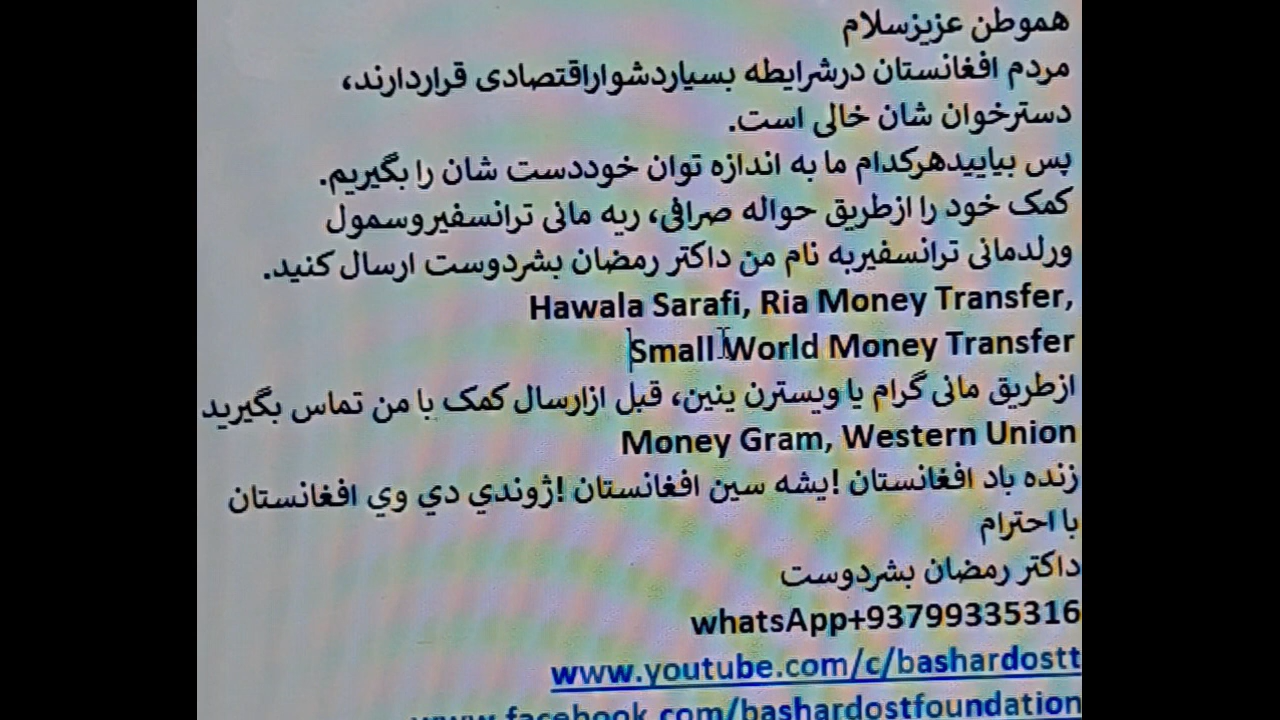 هموطن عزیزسلام
مردم افغانستان درشرایطه بسیاردشواراقتصادی قراردارند،
دسترخوان شان خالی است.
پس بیاییدهرکدام ما به اندازه توان خوددست شان را بگیریم.
کمک خود را ازطریق حواله صرافی، ریه مانی ترانسفیروسمول
ورلدمانی ترانسفیربه نام من داکتر رمضان بشردوست ارسال کنید.
Hawala Sarafi, Ria Money Transfer,
Small World Money Transfer
ازطریق مانی گرام یا ویسترن ینین، قبل ازارسال کمک با من تماس بگیرید
Money Gram, Western Union
زنده باد افغانستان !یشه سین افغانستان !ژوندي دي وي افغانستان
با احترام
داکتر رمضان بشردوست
whatsApp+93799335316
www.youtube.com/c/bashardostt
www.facebook.com/bashardostfoundation